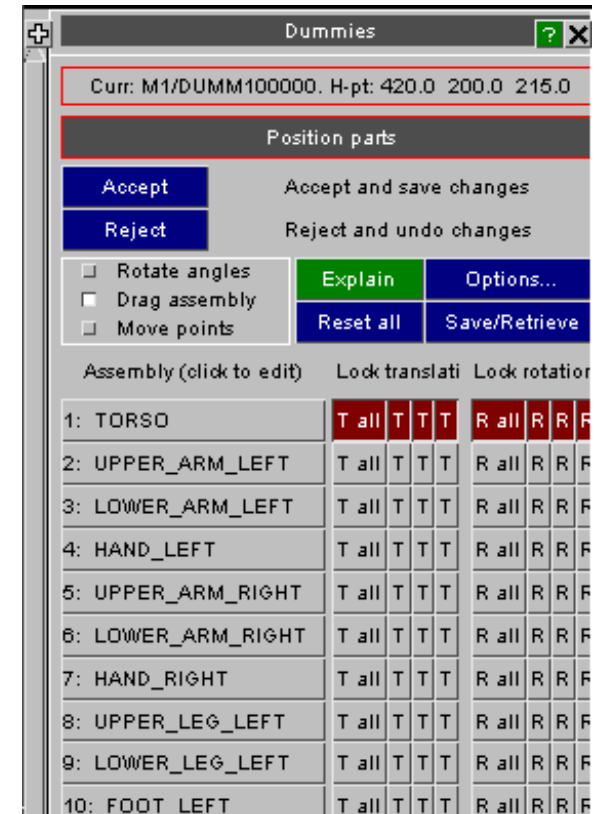 Dummies ? X
Curr: M1/DUMM100000. H-pt: 420.0 200.0 215.0
Position parts
Accept Accept and save changes
Reject Reject and undo changes
Rotate angles
Drag assembly
Move points
Explain Options...
Reset all Save/Retrieve
Assembly (click to edit) Lock translati Lock rotation
1: TORSO T all T T T R all R R R
2: UPPER_ARM_LEFT T all T T T R all R R R
3: LOWER_ARM_LEFT T all T T T R all R R R
4: HAND_LEFT T all T T T R all R R R
5: UPPER_ARM_RIGHT T all T T T R all R R R
6: LOWER_ARM_RIGHT T all T T T R all R R R
7: HAND_RIGHT T all T T T R all R R R
8: UPPER_LEG_LEFT T all T T T R all R R R
9: LOWER_LEG_LEFT T all T T T R all R R R
10: FOOT_LEFT T all T T T R all R R R